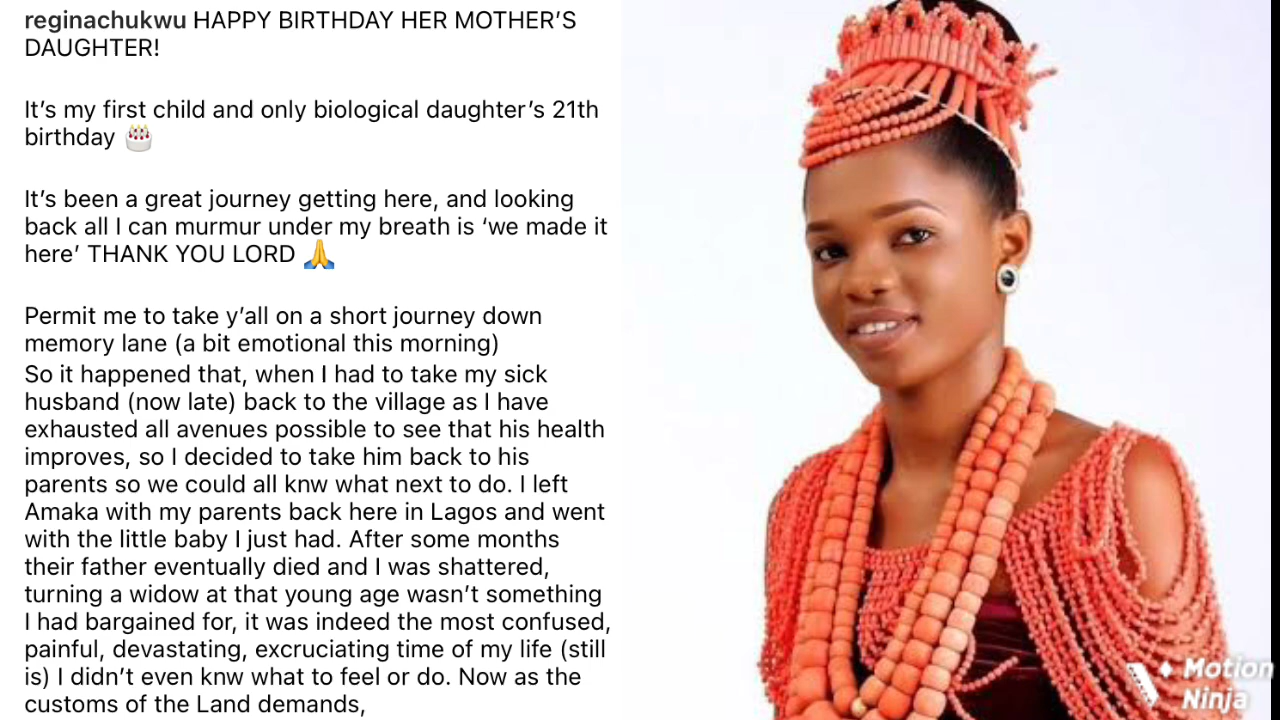 reginachukwu HAPPY BIRTHDAY HER MOTHER’S
DAUGHTER!
It’s my first child and only biological daughter’s 21th
birthday 🎂
It’s been a great journey getting here, and looking
back all I can murmur under my breath is ‘we made it
here’ THANK YOU LORD 🙏
Permit me to take y’all on a short journey down
memory lane (a bit emotional this morning)
So it happened that, when I had to take my sick
husband (now late) back to the village as I have
exhausted all avenues possible to see that his health
improves, so I decided to take him back to his
parents so we could all knw what next to do. I left
Amaka with my parents back here in Lagos and went
with the little baby I just had. After some months
their father eventually died and I was shattered,
turning a widow at that young age wasn’t something
I had bargained for, it was indeed the most confused,
painful, devastating, excruciating time of my life (still
is) I didn’t even knw what to feel or do. Now as the
customs of the Land demands,
Motion
Ninja